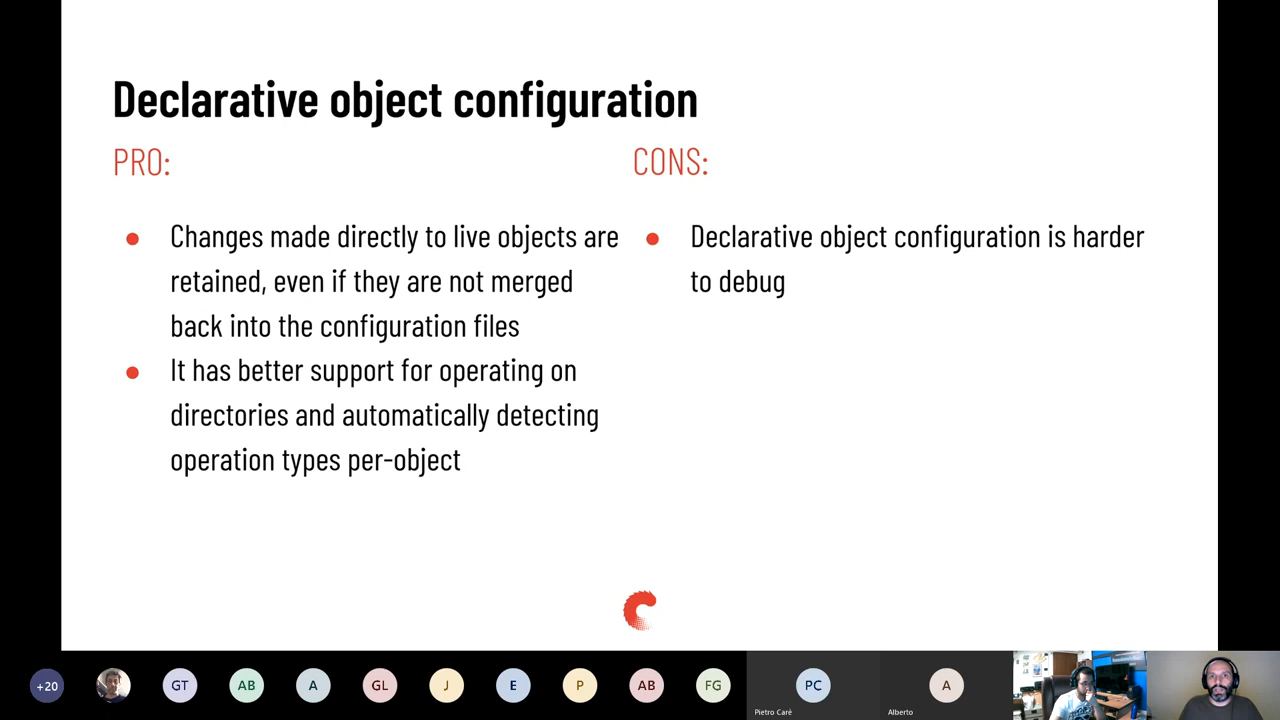 Declarative object configuration
PRO:
Changes made directly to live objects are
retained, even if they are not merged
back into the configuration files
It has better support for operating on
directories and automatically detecting
operation types per-object
CONS:
Declarative object configuration is harder
to debug
+20
GT
AB
A
GL
J
E
P
AB
FG
PC
Pietro Carè
A
Alberto